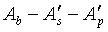 A_b − A′_s − A′_p